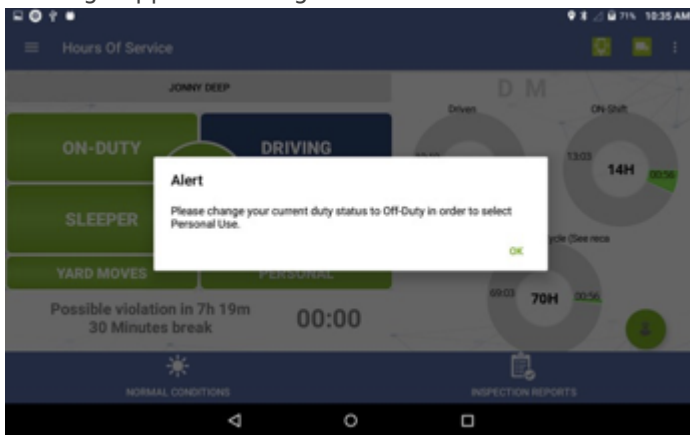 71% 10:35 AM
Hours Of Service
JONNY DEEP
D M
Driven
ON-Shift
ON-DUTY
DRIVING
13:03
14H
00:56
Alert
Please change your current duty status to Off-Duty in order to select
Personal Use.
OK
SLEEPER
YARD MOVES
PERSONAL
69:03
70H
00:56
Possible violation in 7h 19m
30 Minutes break
00:00
NORMAL CONDITIONS
INSPECTION REPORTS